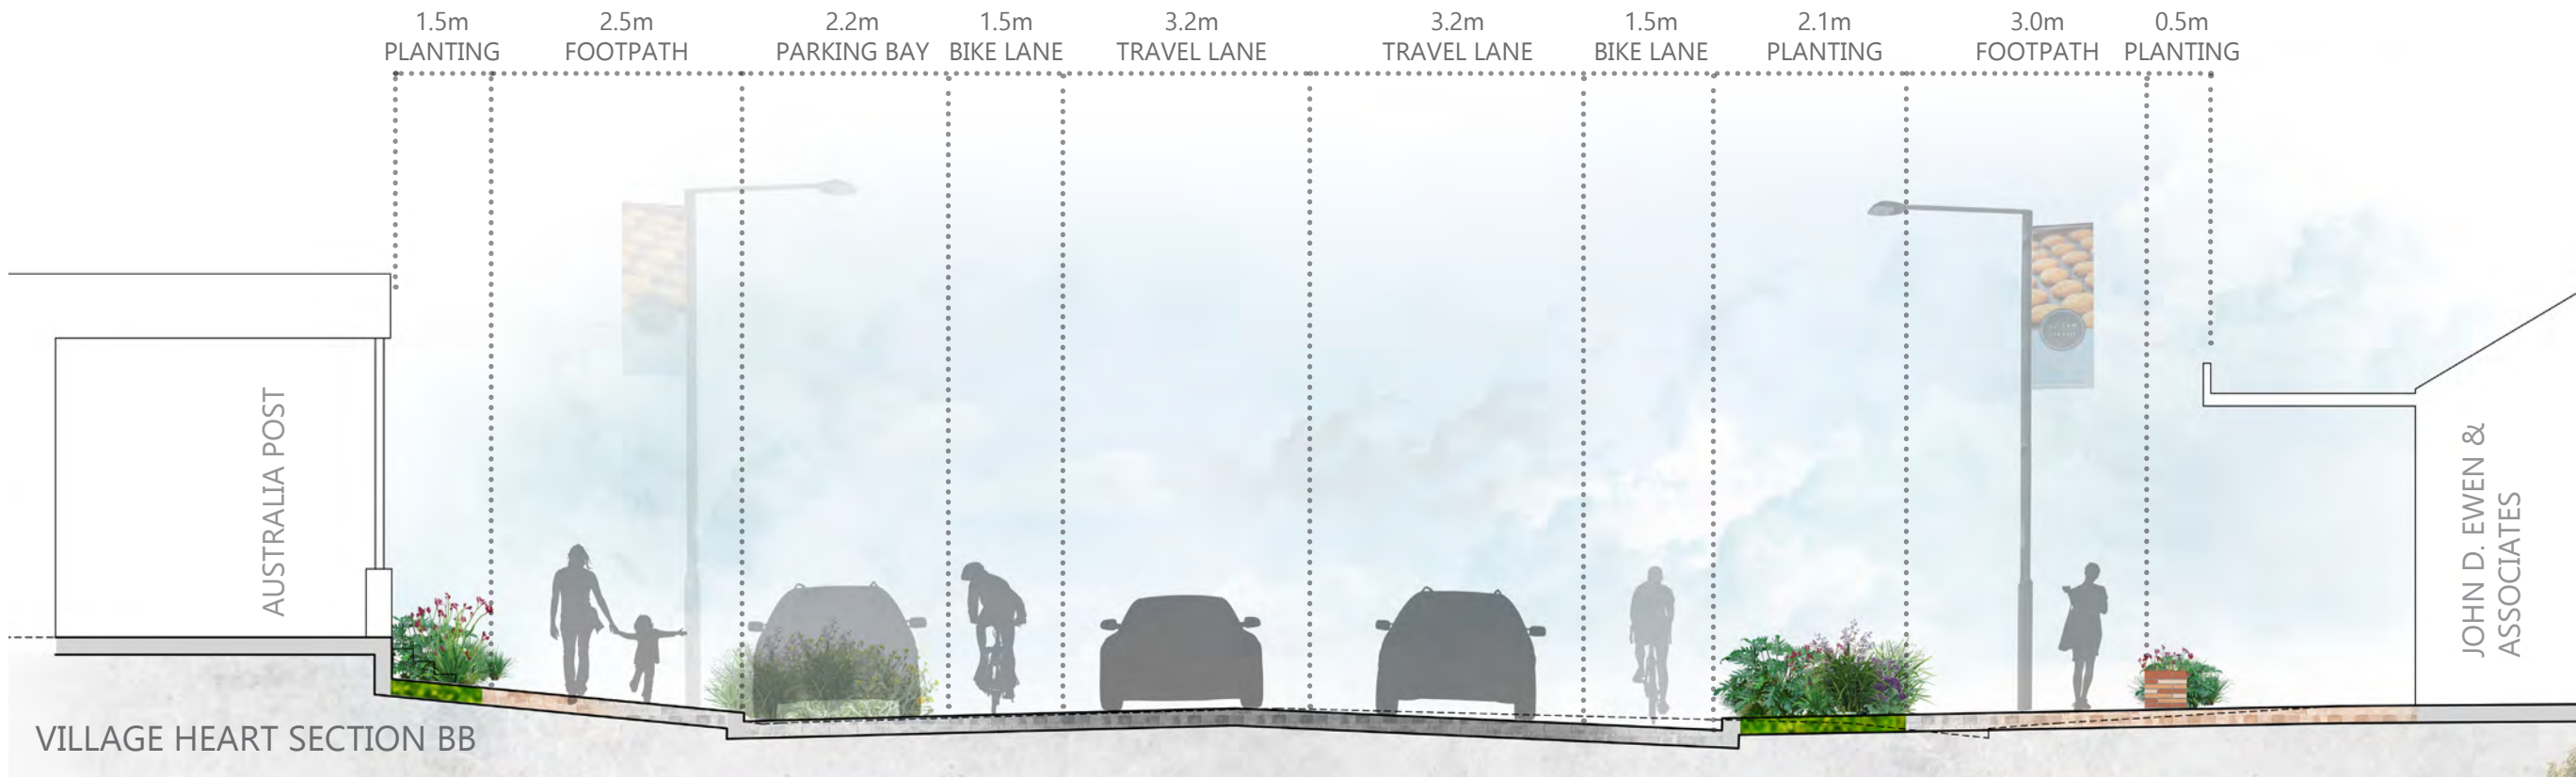 1.5m
PLANTING
2.5m
FOOTPATH
2.2m
PARKING BAY
1.5m
BIKE LANE
3.2m
TRAVEL LANE
3.2m
TRAVEL LANE
1.5m
BIKE LANE
2.1m
PLANTING
3.0m
FOOTPATH
0.5m
PLANTING
AUSTRALIA POST
JOHN D. EWEN &
ASSOCIATES
VILLAGE HEART SECTION BB